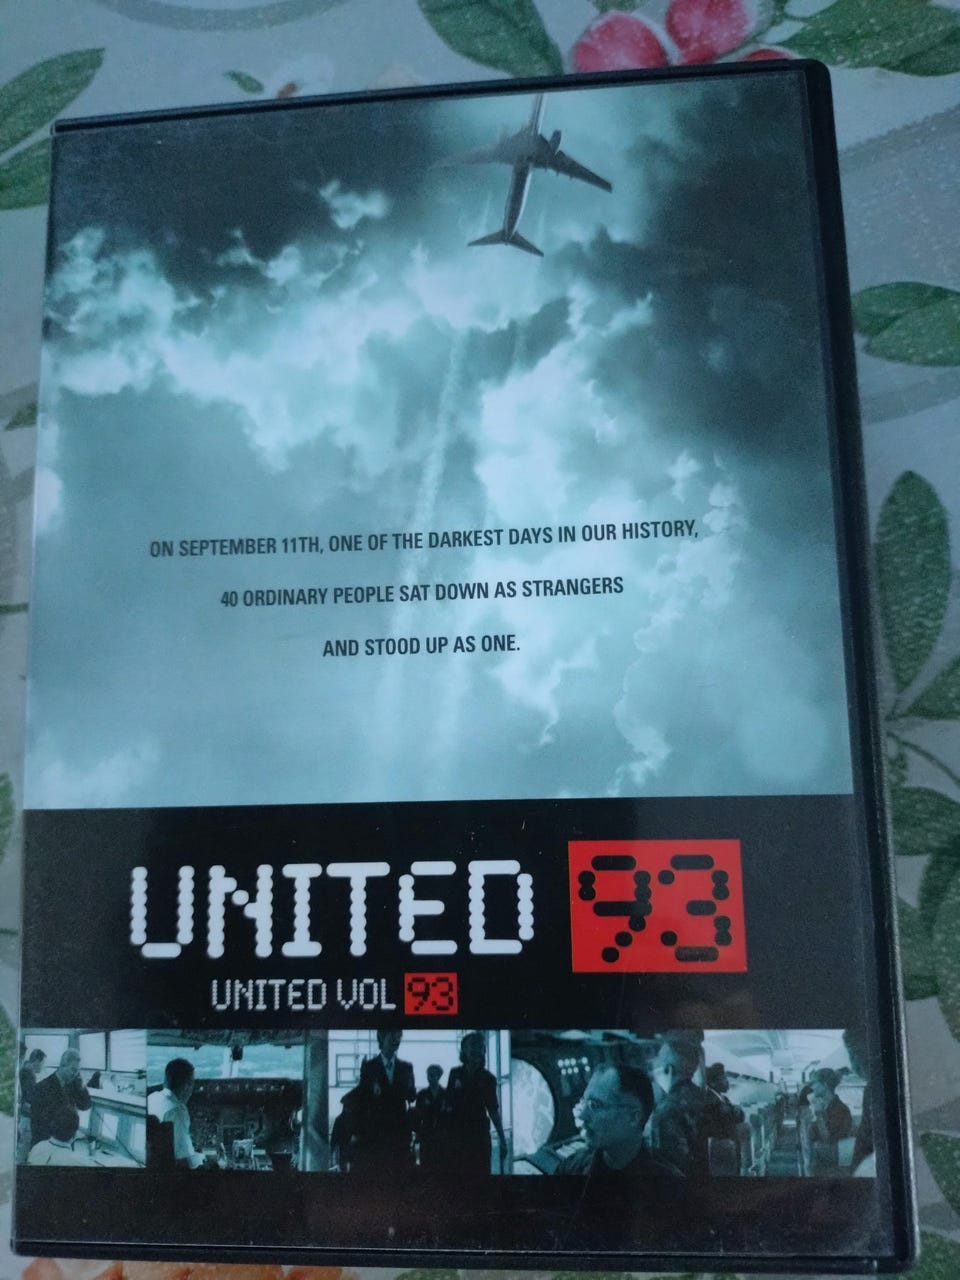 ON SEPTEMBER 11TH, ONE OF THE DARKEST DAYS IN OUR HISTORY,
40 ORDINARY PEOPLE SAT DOWN AS STRANGERS
AND STOOD UP AS ONE.
UNITED 93
UNITED VOL 93